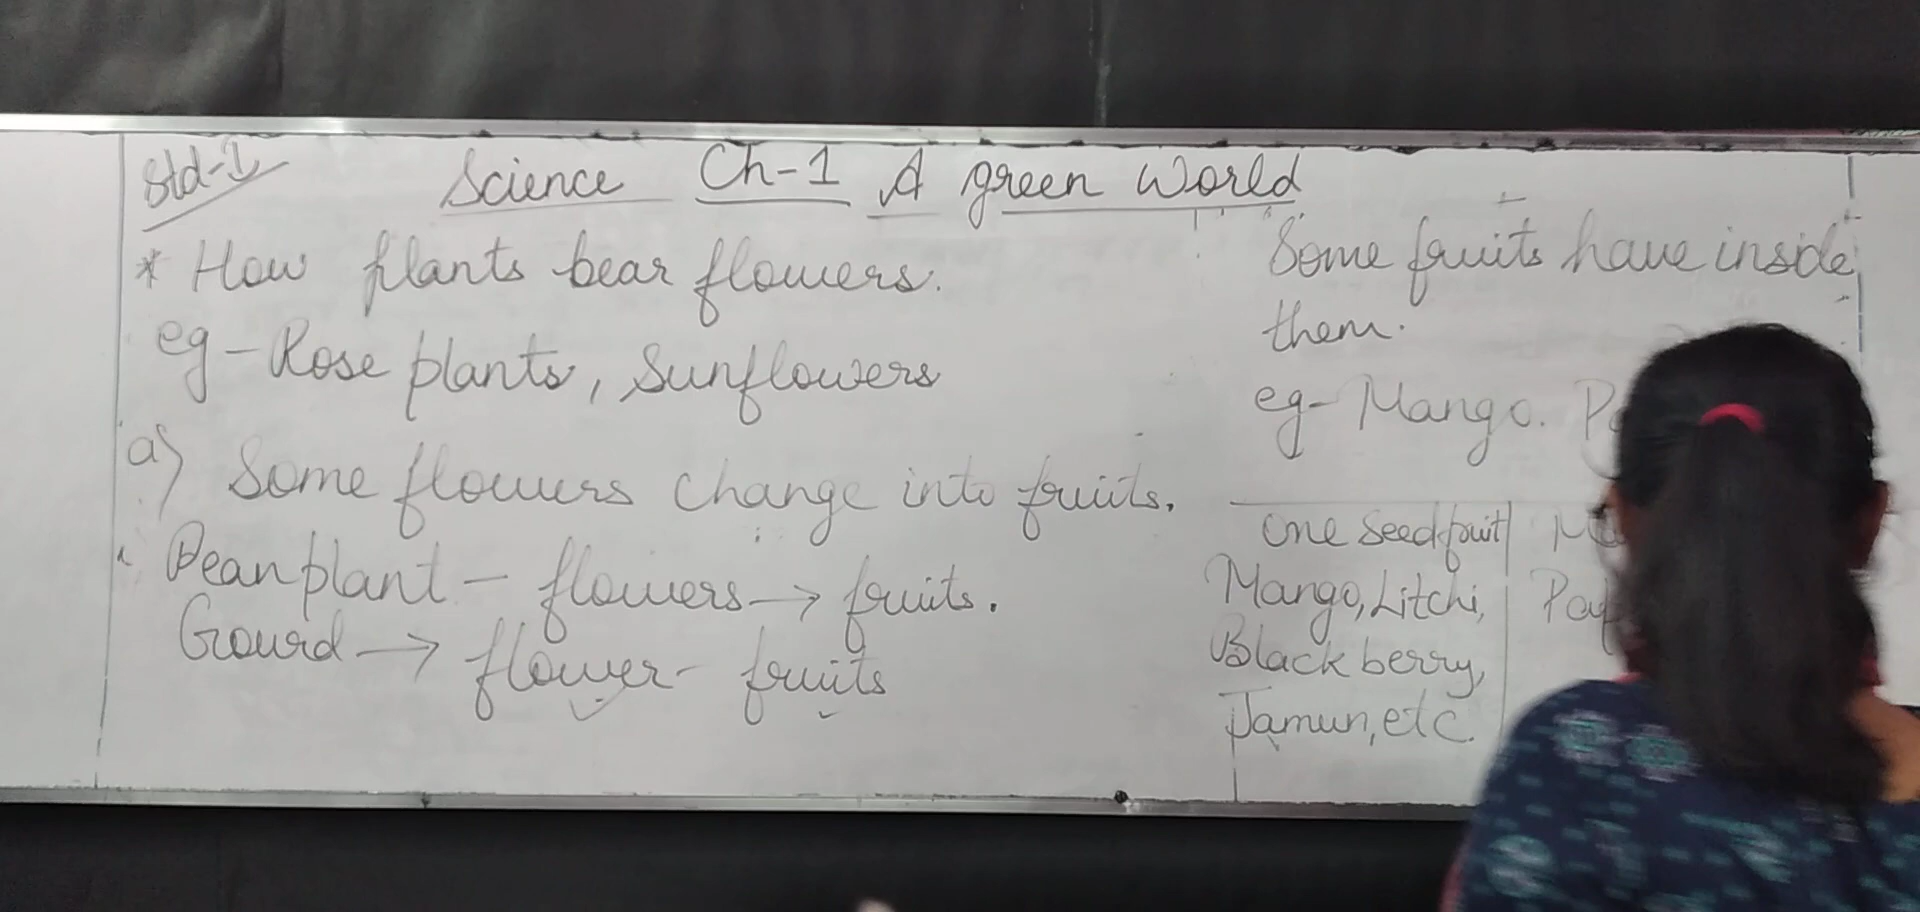 Std-I
Science Ch-1 A green World
* How plants bear flowers.
eg- Rose plants, Sunflowers
a) Some flowers change into fruits.
Bean plant - flowers → fruits.
Gourd → flower - fruits
Some fruits have inside
them.
eg- Mango.
One Seed fruit
Mango, Litchi,
Black berry,
Jamun, etc.